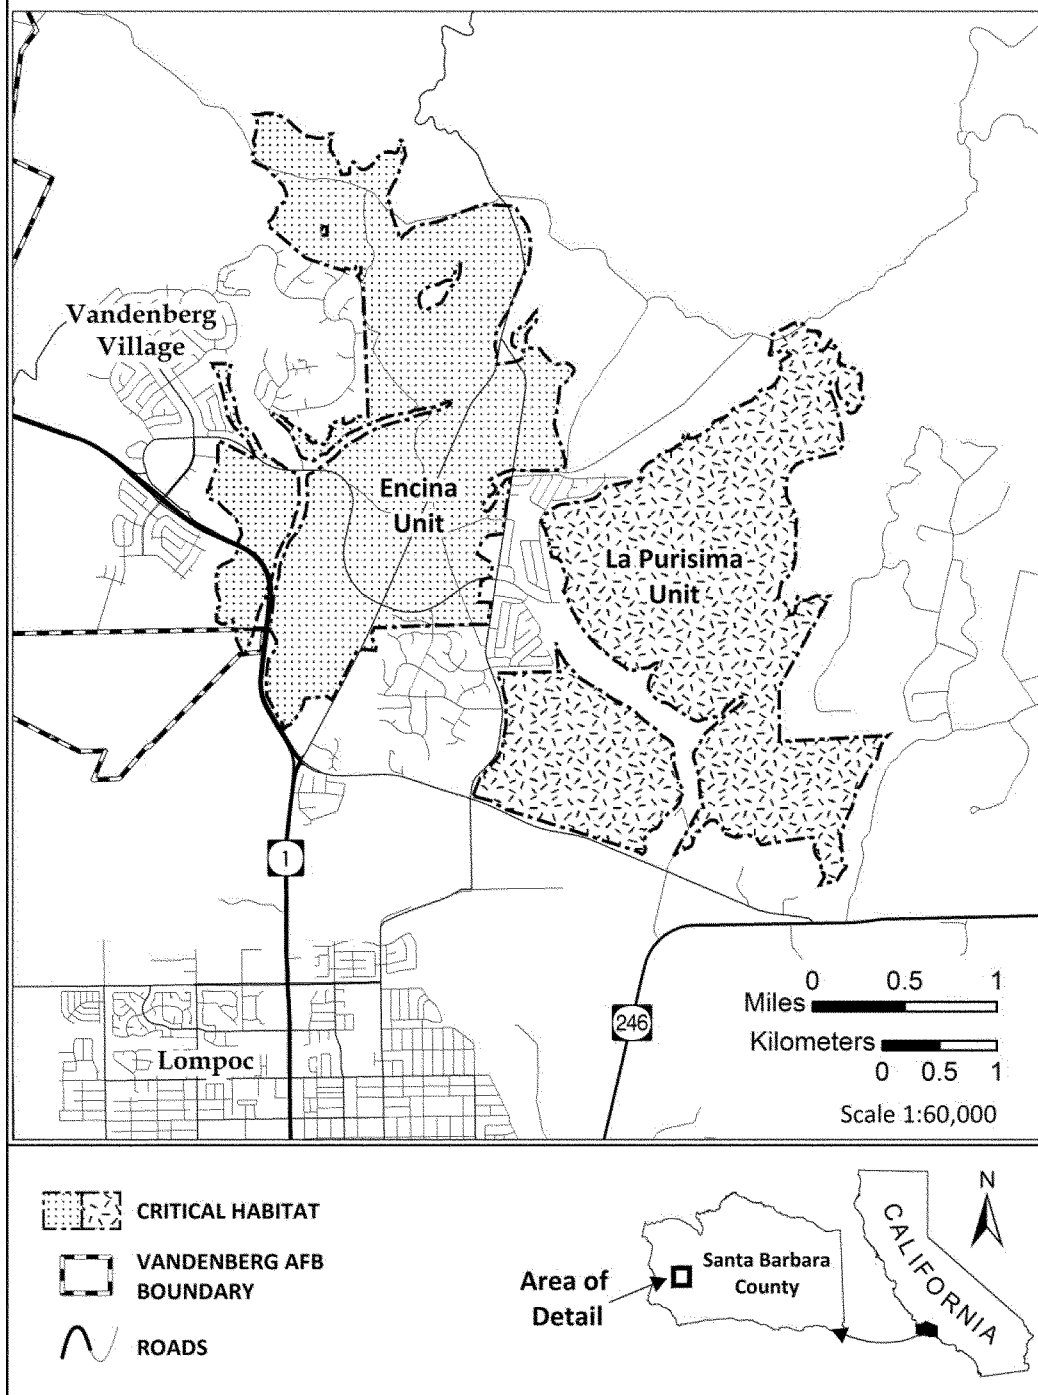 Vandenberg
Village
Encina
Unit
La Purisima
Unit
1
0 0.5 1
Miles
246
Kilometers
0 0.5 1
Lompoc
Scale 1:60,000
CRITICAL HABITAT
VANDENBERG AFB
BOUNDARY
ROADS
Area of
Detail
Santa Barbara
County
CALIFORNIA
N